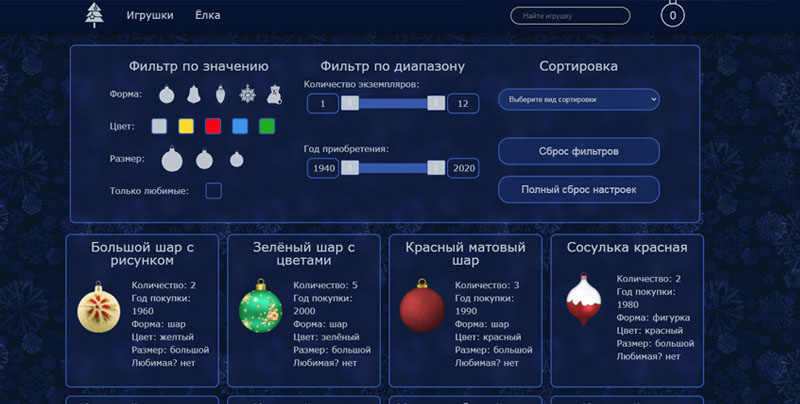 Игрушки
Ёлка
Найти игрушку
0
Фильтр по значению
Форма:
Цвет:
Размер:
Только любимые:
Фильтр по диапазону
Количество экземпляров:
1
12
Год приобретения:
1940
2020
Сортировка
Выберите вид сортировки
Сброс фильтров
Полный сброс настроек
Большой шар с
рисунком
Количество: 2
Год покупки:
1960
Форма: шар
Цвет: желтый
Размер: большой
Любимая? нет
Зелёный шар с
цветами
Количество: 5
Год покупки:
2000
Форма: шар
Цвет: зелёный
Размер: большой
Любимая? нет
Красный матовый
шар
Количество: 3
Год покупки:
1990
Форма: шар
Цвет: красный
Размер: большой
Любимая? нет
Сосулька красная
Количество: 2
Год покупки:
1980
Форма: фигурка
Цвет: красный
Размер: большой
Любимая? нет